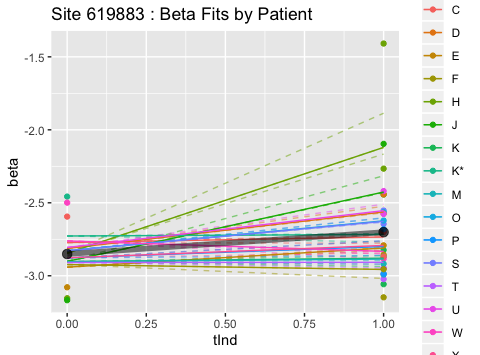 Site 619883 : Beta Fits by Patient
beta
-1.5
-2.0
-2.5
-3.0
0.00 0.25 0.50 0.75 1.00
tInd
C
D
E
F
H
J
K
K*
M
O
P
S
T
U
W